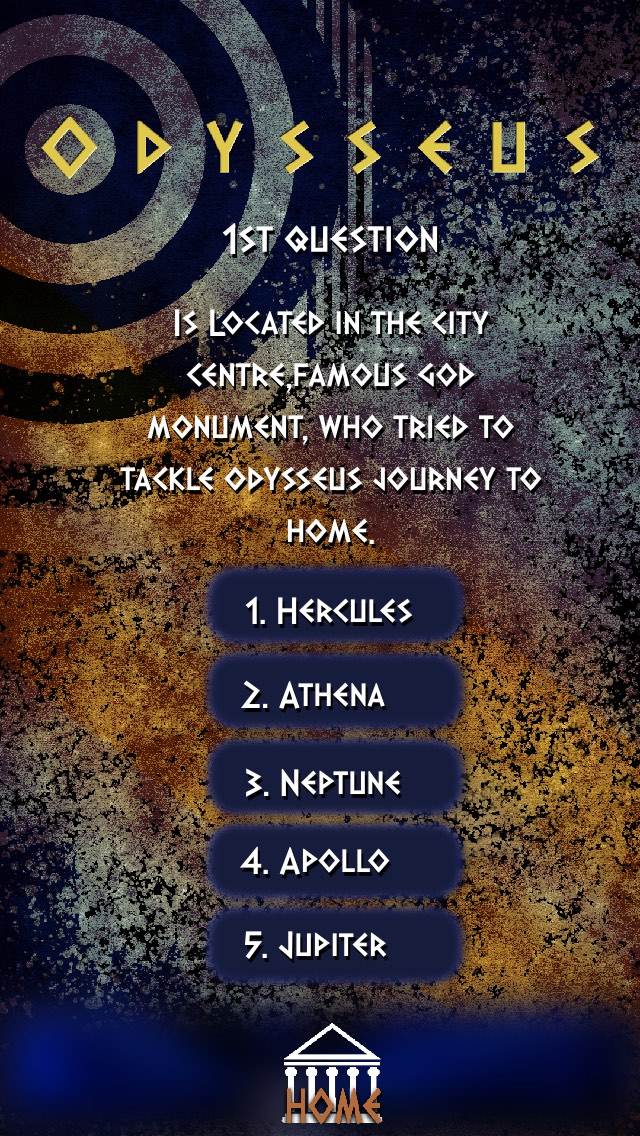 Odysseus
1st question
Is Located in the city
centre,famous god
monument, who tried to
tackle odysseus journey to
home.
1. Hercules
2. Athena
3. Neptune
4. Apollo
5. Jupiter
HOME